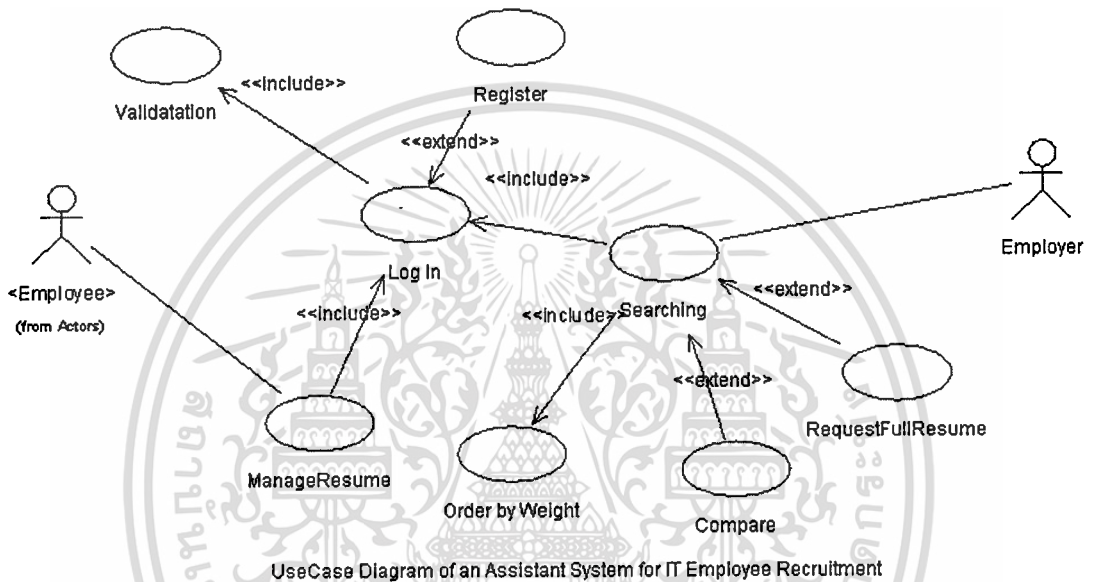 Validatation
<<include>>
Register
<<extend>>
<<include>>
Employer
<Employee>
(from Actors)
Log In
<<include>>
Searching
<<include>>
<<extend>>
<<extend>>
RequestFullResume
ManageResume
Order by Weight
Compare
UseCase Diagram of an Assistant System for IT Employee Recruitment